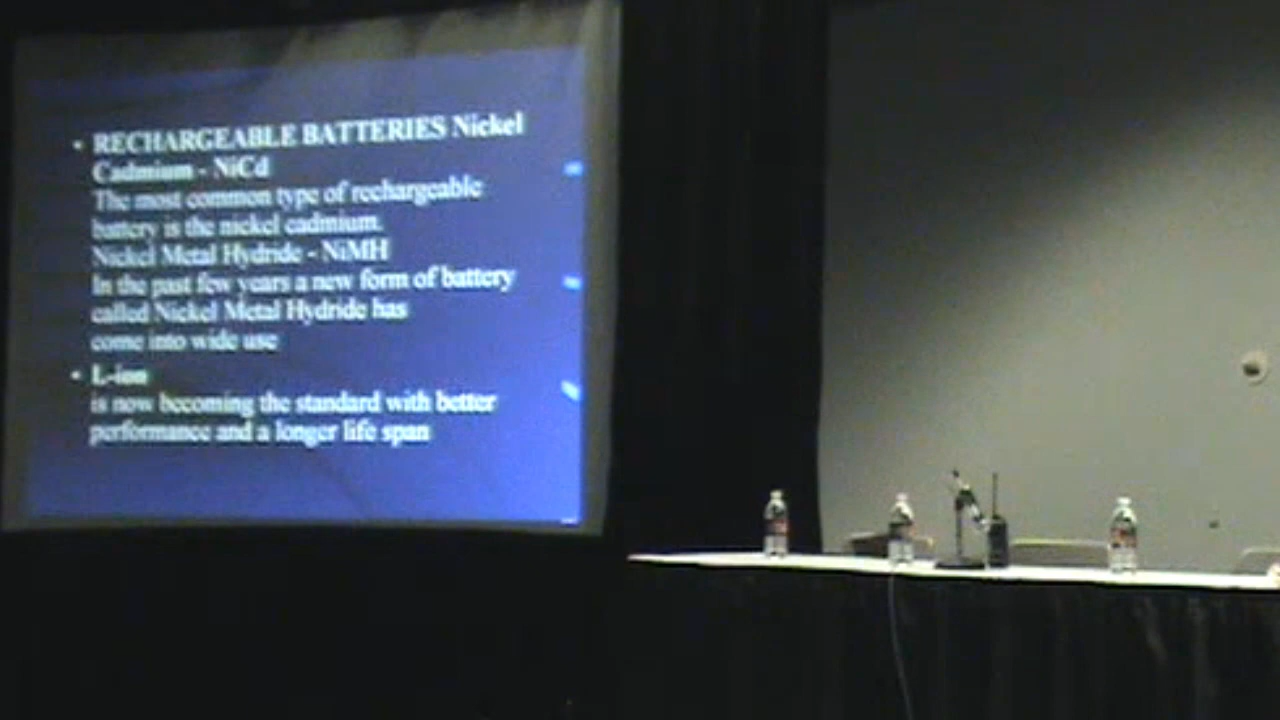 • RECHARGEABLE BATTERIES Nickel
Cadmium - NiCd
The most common type of rechargeable
battery is the nickel cadmium.
Nickel Metal Hydride - NiMH
In the past few years a new form of battery
called Nickel Metal Hydride has
come into wide use
• L-ion
is now becoming the standard with better
performance and a longer life span